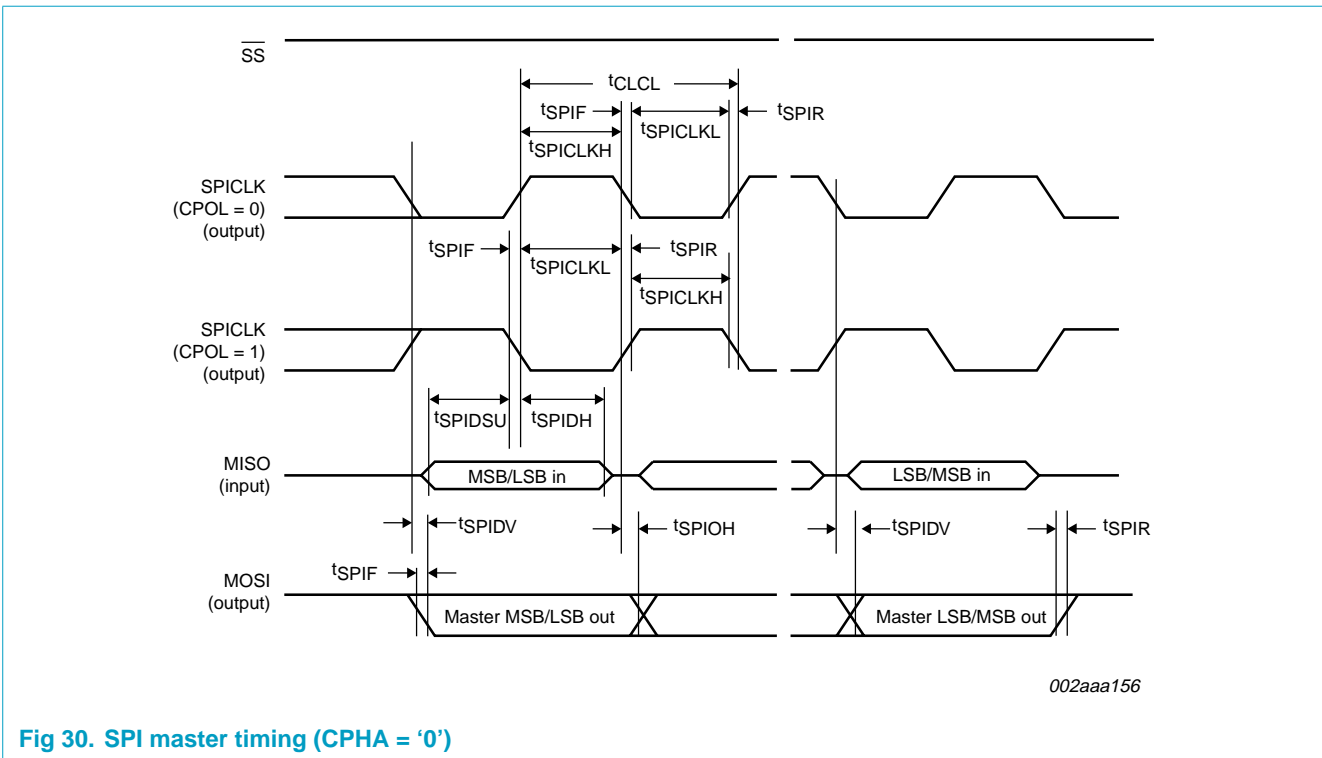 SS
tCLCL
tSPIF
tSPICLKL
tSPIR
tSPICLKH
SPICLK
(CPOL = 0)
(output)
tSPIF
tSPICLKL
tSPIR
tSPICLKH
SPICLK
(CPOL = 1)
(output)
tSPIDSU
tSPIDH
MISO
(input)
MSB/LSB in
LSB/MSB in
tSPIDV
tSPIOH
tSPIDV
tSPIR
tSPIF
MOSI
(output)
Master MSB/LSB out
Master LSB/MSB out
002aaa156
Fig 30. SPI master timing (CPHA = ‘0’)